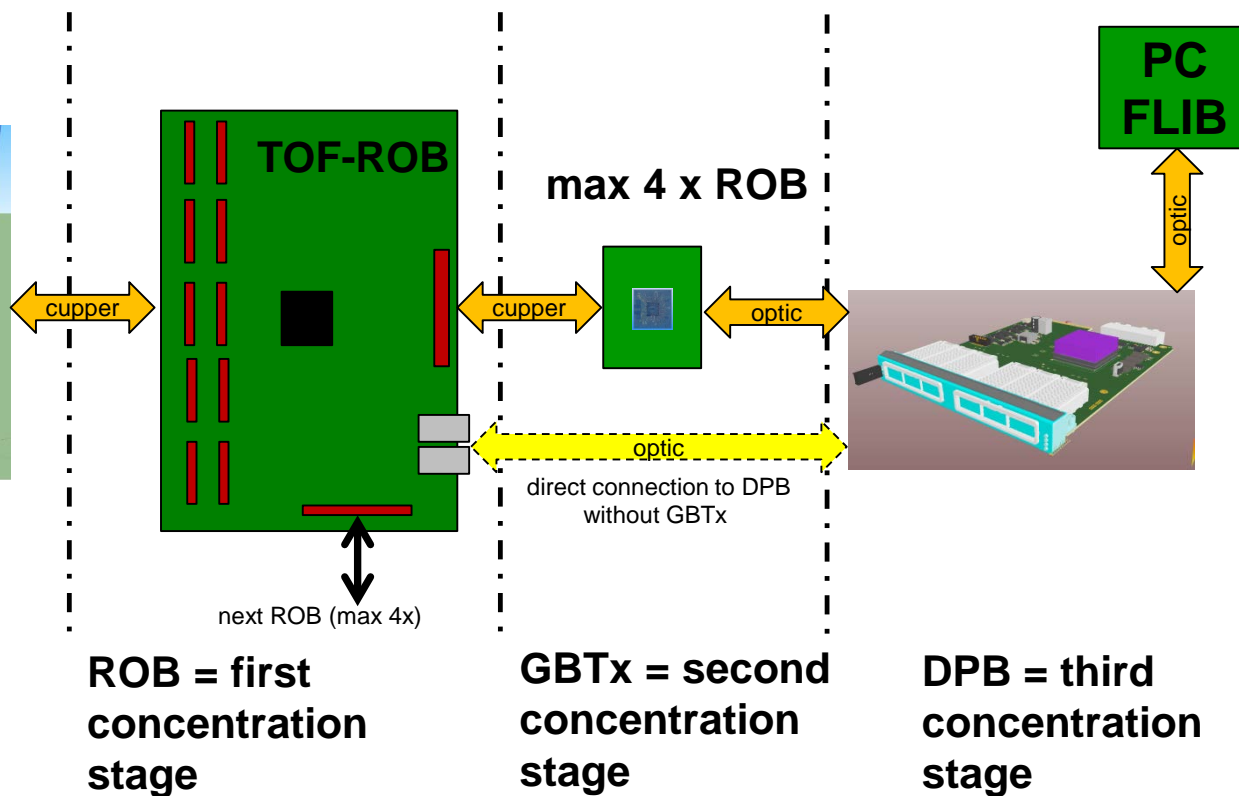 PC
FLIB
TOF-ROB
max 4 x ROB
optic
cupper
cupper
optic
optic
direct connection to DPB
without GBTx
next ROB (max 4x)
ROB = first
concentration
stage
GBTx = second
concentration
stage
DPB = third
concentration
stage